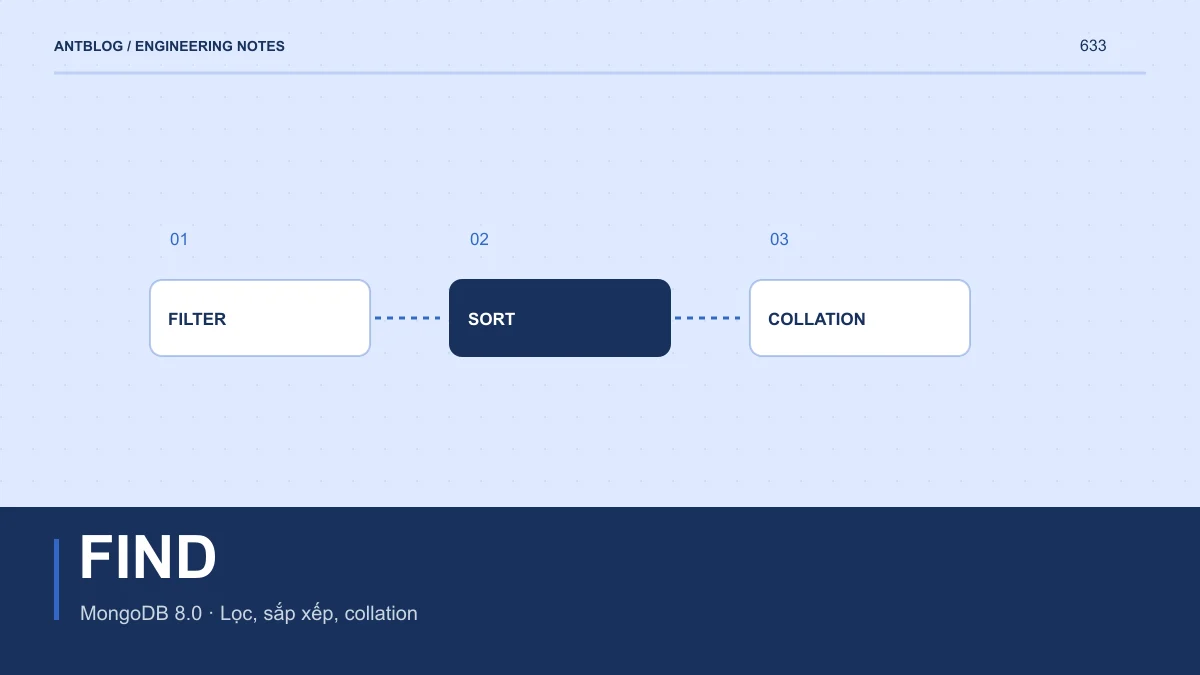 ANTBLOG / ENGINEERING NOTES
633
01
02
03
FILTER
SORT
COLLATION
FIND
MongoDB 8.0 · Lọc, sắp xếp, collation